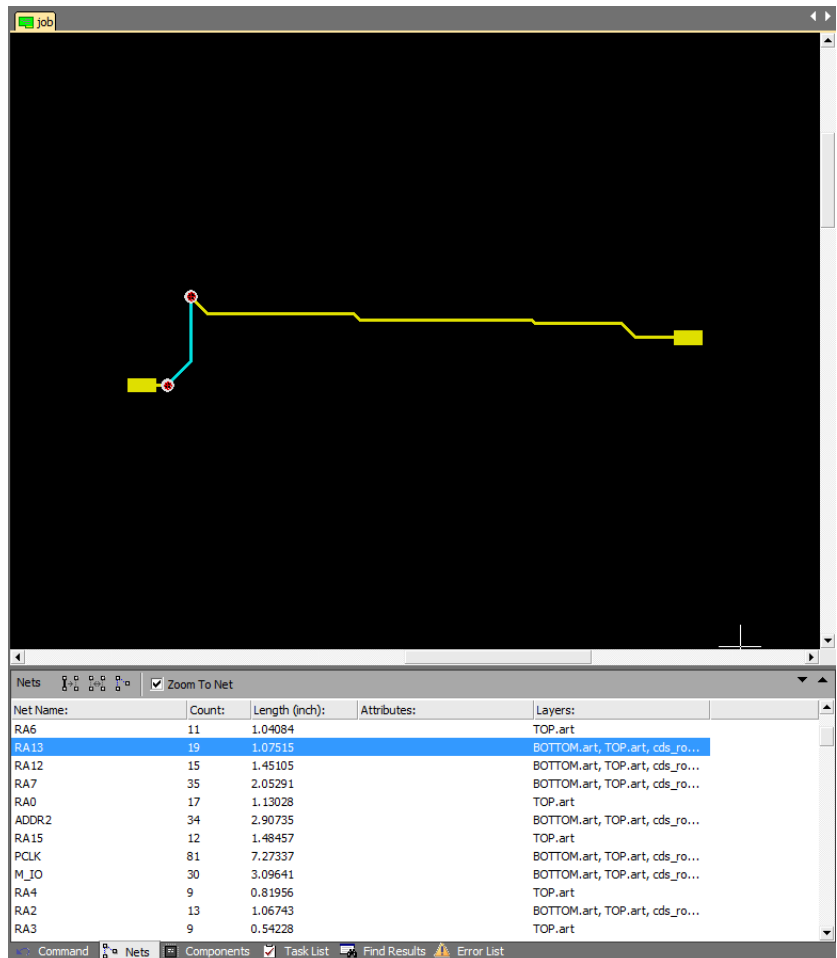 job
Nets Zoom To Net
Net Name: Count: Length (inch): Attributes: Layers:
RA6 11 1.04084 TOP.art
RA13 19 1.07515 BOTTOM.art, TOP.art, cds_ro...
RA12 15 1.45105 BOTTOM.art, TOP.art, cds_ro...
RA7 35 2.05291 BOTTOM.art, TOP.art, cds_ro...
RA0 17 1.13028 TOP.art
ADDR2 34 2.90735 BOTTOM.art, TOP.art, cds_ro...
RA15 12 1.48457 TOP.art
PCLK 81 7.27337 BOTTOM.art, TOP.art, cds_ro...
M_IO 30 3.09641 BOTTOM.art, TOP.art, cds_ro...
RA4 9 0.81956 TOP.art
RA2 13 1.06743 BOTTOM.art, TOP.art, cds_ro...
RA3 9 0.54228 TOP.art
Command Nets Components Task List Find Results Error List